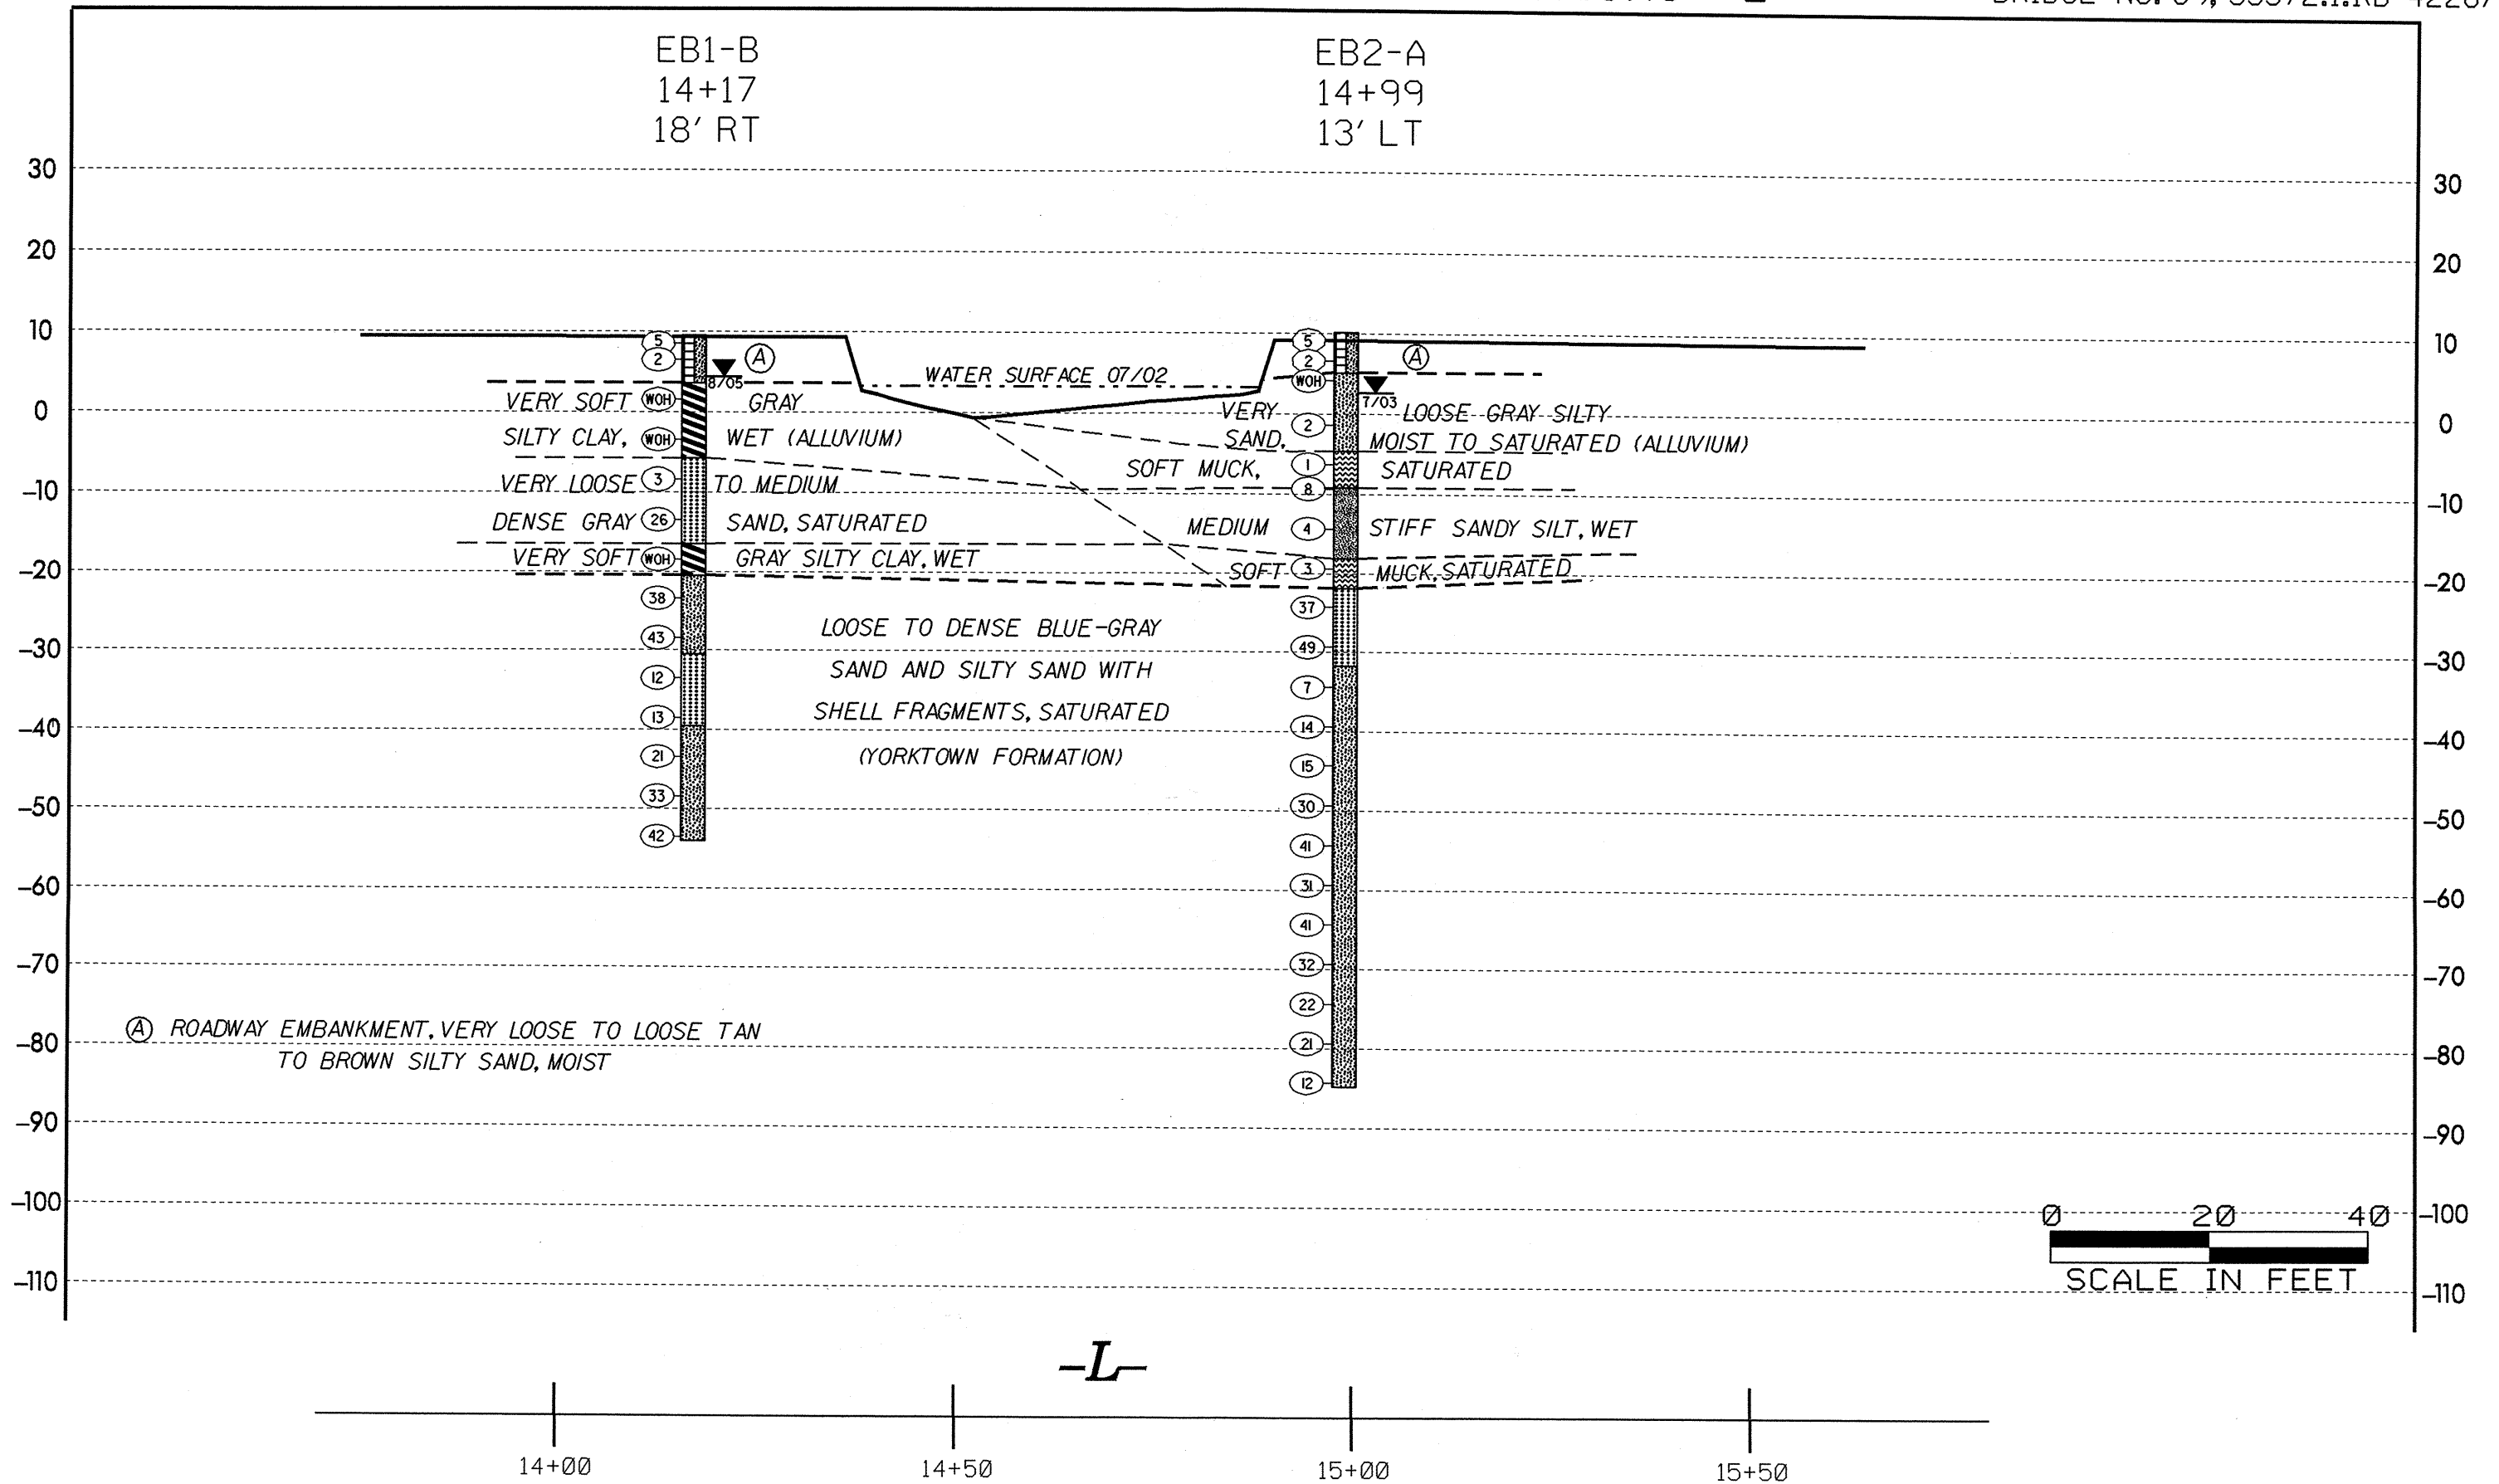 EB1-B
14+17
18' RT
EB2-A
14+99
13' LT
30 30
20 20
10 10
0 0
-10 -10
-20 -20
-30 -30
-40 -40
-50 -50
-60 -60
-70 -70
-80 -80
-90 -90
-100 -100
-110 -110
5
2
WOH
WOH
3
26
WOH
38
43
12
13
21
33
42
8/05
A
WATER SURFACE 07/02
VERY SOFT GRAY
SILTY CLAY, WET (ALLUVIUM)
VERY LOOSE TO MEDIUM
DENSE GRAY SAND, SATURATED
VERY SOFT GRAY SILTY CLAY, WET
LOOSE TO DENSE BLUE-GRAY
SAND AND SILTY SAND WITH
SHELL FRAGMENTS, SATURATED
(YORKTOWN FORMATION)
5
2
WOH
2
1
8
4
3
37
49
7
14
15
30
41
31
41
32
22
21
12
A
7/03
VERY LOOSE GRAY SILTY
SAND, MOIST TO SATURATED (ALLUVIUM)
SOFT MUCK, SATURATED
MEDIUM STIFF SANDY SILT, WET
SOFT MUCK, SATURATED
A ROADWAY EMBANKMENT, VERY LOOSE TO LOOSE TAN
TO BROWN SILTY SAND, MOIST
0 20 40
SCALE IN FEET
-L-
14+00 14+50 15+00 15+50